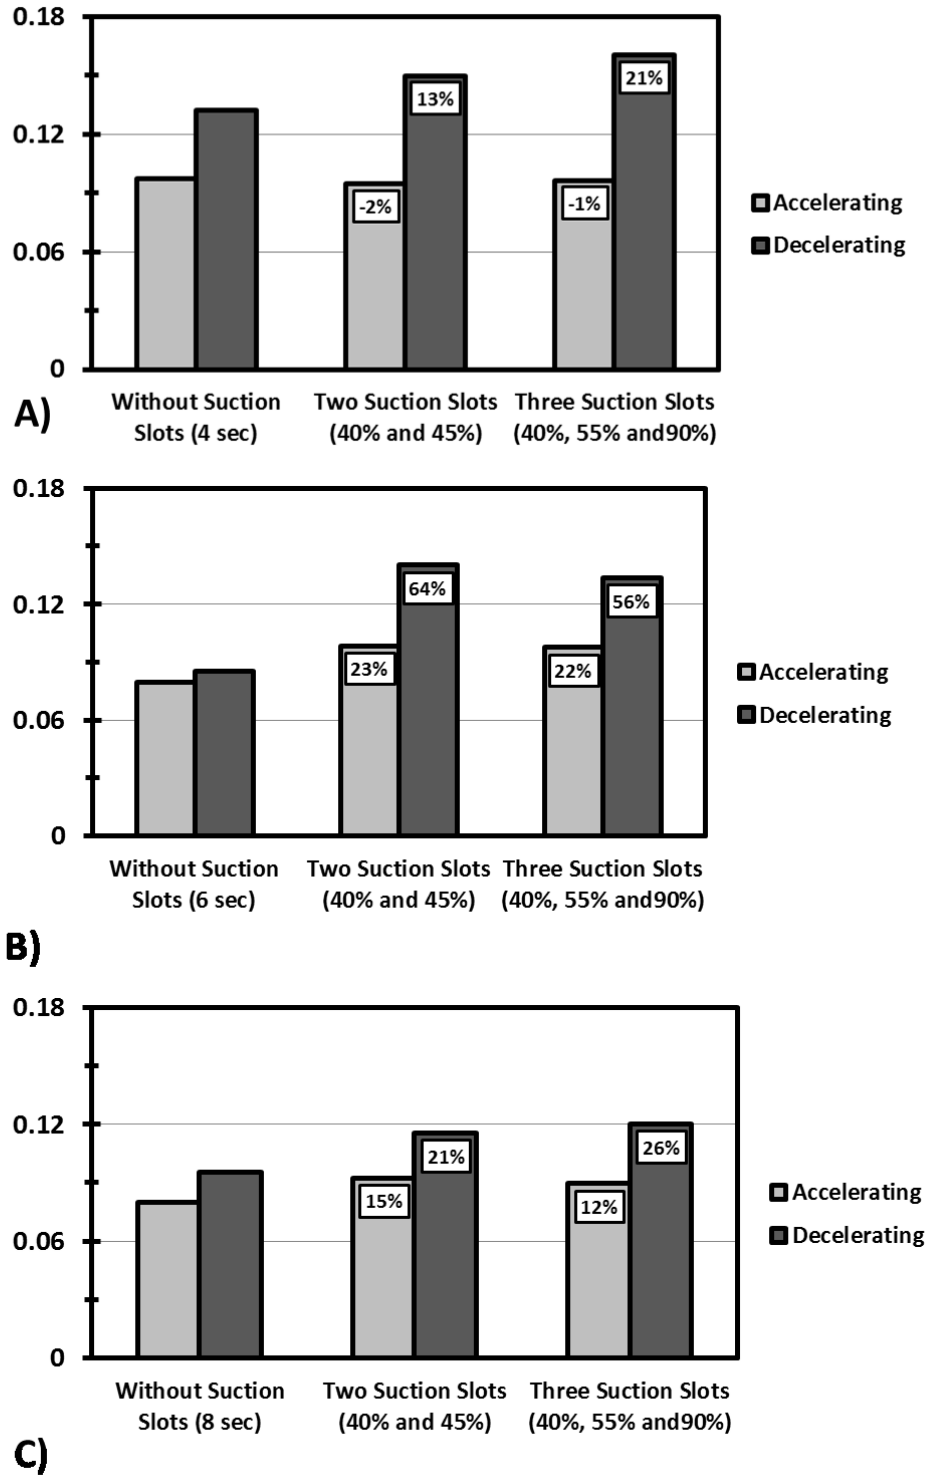 0.18
13%
21%
0.12
-2%
-1%
Accelerating
Decelerating
0.06
0
Without Suction
Slots (4 sec)
Two Suction Slots
(40% and 45%)
Three Suction Slots
(40%, 55% and90%)
A)
0.18
64%
56%
0.12
23%
22%
Accelerating
Decelerating
0.06
0
Without Suction
Slots (6 sec)
Two Suction Slots
(40% and 45%)
Three Suction Slots
(40%, 55% and90%)
B)
0.18
0.12
21%
26%
15%
12%
Accelerating
Decelerating
0.06
0
Without Suction
Slots (8 sec)
Two Suction Slots
(40% and 45%)
Three Suction Slots
(40%, 55% and90%)
C)